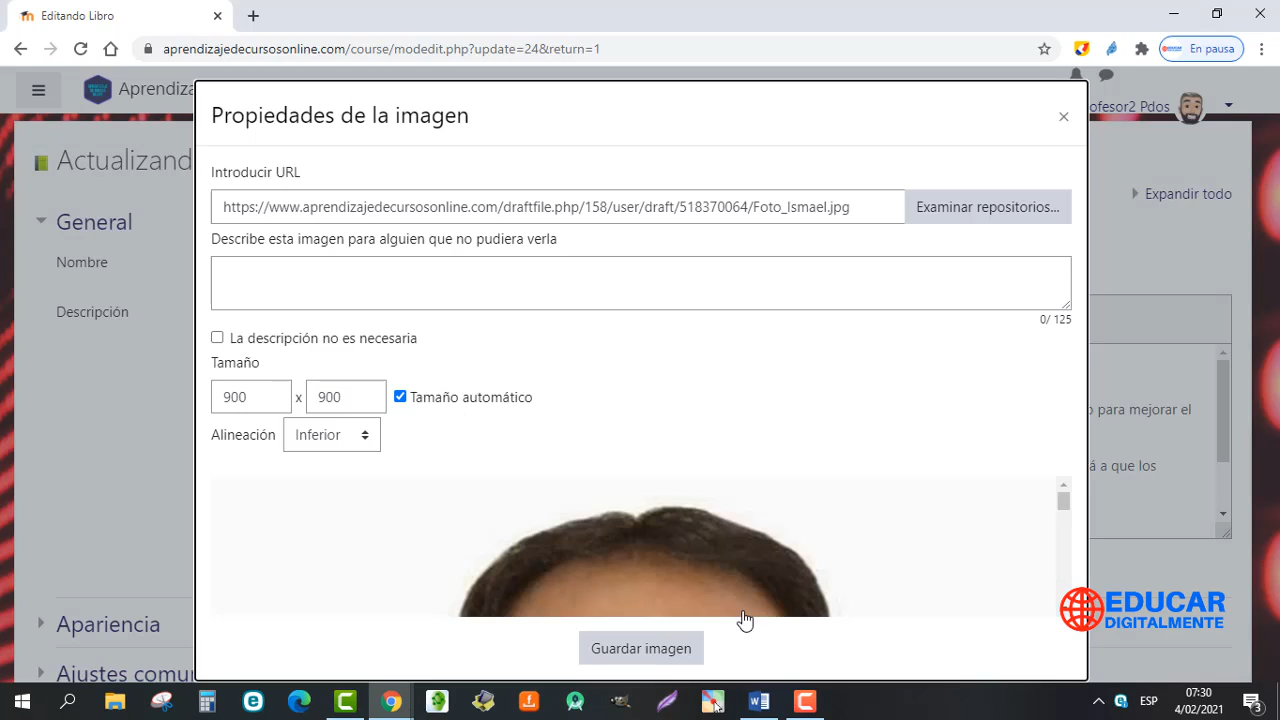 Editando Libro
aprendizajedecursosonline.com/course/modedit.php?update=24&return=1
En pausa
Aprendiza
ofesor2 Pdos
Propiedades de la imagen
Actualizando
Expandir todo
Introducir URL
https://www.aprendizajedecursosonline.com/draftfile.php/158/user/draft/518370064/Foto_Ismael.jpg
Examinar repositorios...
General
Describe esta imagen para alguien que no pudiera verla
Nombre
Descripción
0/ 125
La descripción no es necesaria
Tamaño
900 x 900 Tamaño automático
o para mejorar el
Alineación Inferior
á a que los
EDUCAR
DIGITALMENTE
Apariencia
Guardar imagen
Ajustes comu
ESP
07:30
4/02/2021
3